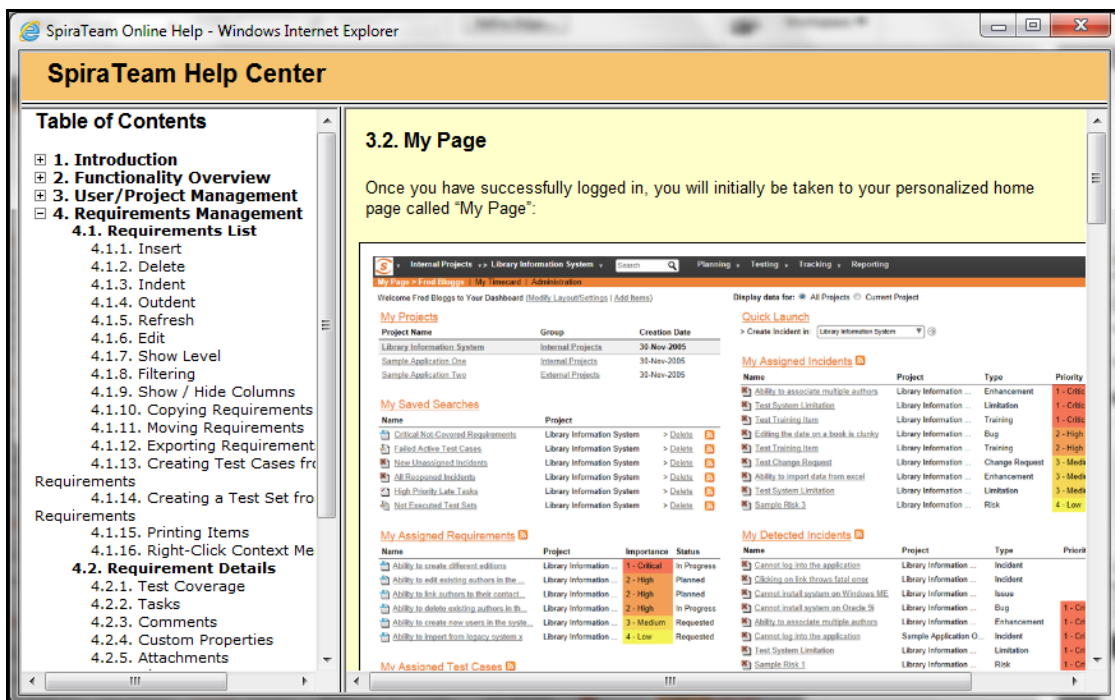 SpiraTeam Online Help - Windows Internet Explorer
SpiraTeam Help Center
Table of Contents
1. Introduction
2. Functionality Overview
3. User/Project Management
4. Requirements Management
4.1. Requirements List
4.1.1. Insert
4.1.2. Delete
4.1.3. Indent
4.1.4. Outdent
4.1.5. Refresh
4.1.6. Edit
4.1.7. Show Level
4.1.8. Filtering
4.1.9. Show / Hide Columns
4.1.10. Copying Requirements
4.1.11. Moving Requirements
4.1.12. Exporting Requirement
4.1.13. Creating Test Cases fro
Requirements
4.1.14. Creating a Test Set fro
Requirements
4.1.15. Printing Items
4.1.16. Right-Click Context Me
4.2. Requirement Details
4.2.1. Test Coverage
4.2.2. Tasks
4.2.3. Comments
4.2.4. Custom Properties
4.2.5. Attachments
3.2. My Page
Once you have successfully logged in, you will initially be taken to your personalized home
page called “My Page”:
Internal Projects >> Library Information System Search Planning Testing Tracking Reporting
My Page > Fred Bloggs | My Timecard | Administration
Welcome Fred Bloggs to Your Dashboard (Modify Layout/Settings | Add Items)
My Projects
Project Name Group Creation Date
Library Information System Internal Projects 30-Nov-2005
Sample Application One Internal Projects 30-Nov-2005
Sample Application Two External Projects 30-Nov-2005
My Saved Searches
Name Project
Critical Not-Covered Requirements Library Information System > Delete
Failed Active Test Cases Library Information System > Delete
New Unassigned Incidents Library Information System > Delete
All Reopened Incidents Library Information System > Delete
High Priority Late Tasks Library Information System > Delete
Not Executed Test Sets Library Information System > Delete
My Assigned Requirements
Name Project Importance Status
Ability to create different editions Library Information ... 1 - Critical In Progress
Ability to edit existing authors in the ... Library Information ... 2 - High Planned
Ability to link authors to their contact... Library Information ... 2 - High Planned
Ability to delete existing authors in th... Library Information ... 2 - High In Progress
Ability to create new users in the syste... Library Information ... 3 - Medium Requested
Ability to import from legacy system x Library Information ... 4 - Low Requested
My Assigned Test Cases
Display data for: All Projects Current Project
Quick Launch
> Create Incident in: Library Information System
My Assigned Incidents
Name Project Type Priority
Ability to associate multiple authors Library Information ... Enhancement 1 - Critic
Test System Limitation Library Information ... Limitation 1 - Critic
Test Training Item Library Information ... Training 1 - Critic
Editing the date on a book is clunky Library Information ... Bug 2 - High
Test Training Item Library Information ... Training 2 - High
Test Change Request Library Information ... Change Request 3 - Medi
Ability to import data from excel Library Information ... Enhancement 3 - Medi
Test System Limitation Library Information ... Limitation 3 - Medi
Sample Risk 3 Library Information ... Risk 4 - Low
My Detected Incidents
Name Project Type Priorit
Cannot log into the application Library Information ... Incident
Clicking on link throws fatal error Library Information ... Incident
Cannot install system on Windows ME Library Information ... Issue
Cannot install system on Oracle 9i Library Information ... Bug 1 - Cri
Ability to associate multiple authors Library Information ... Enhancement 1 - Cri
Cannot log into the application Sample Application O... Incident 1 - Cri
Test System Limitation Library Information ... Limitation 1 - Cri
Sample Risk 1 Library Information ... Risk 1 - Cri